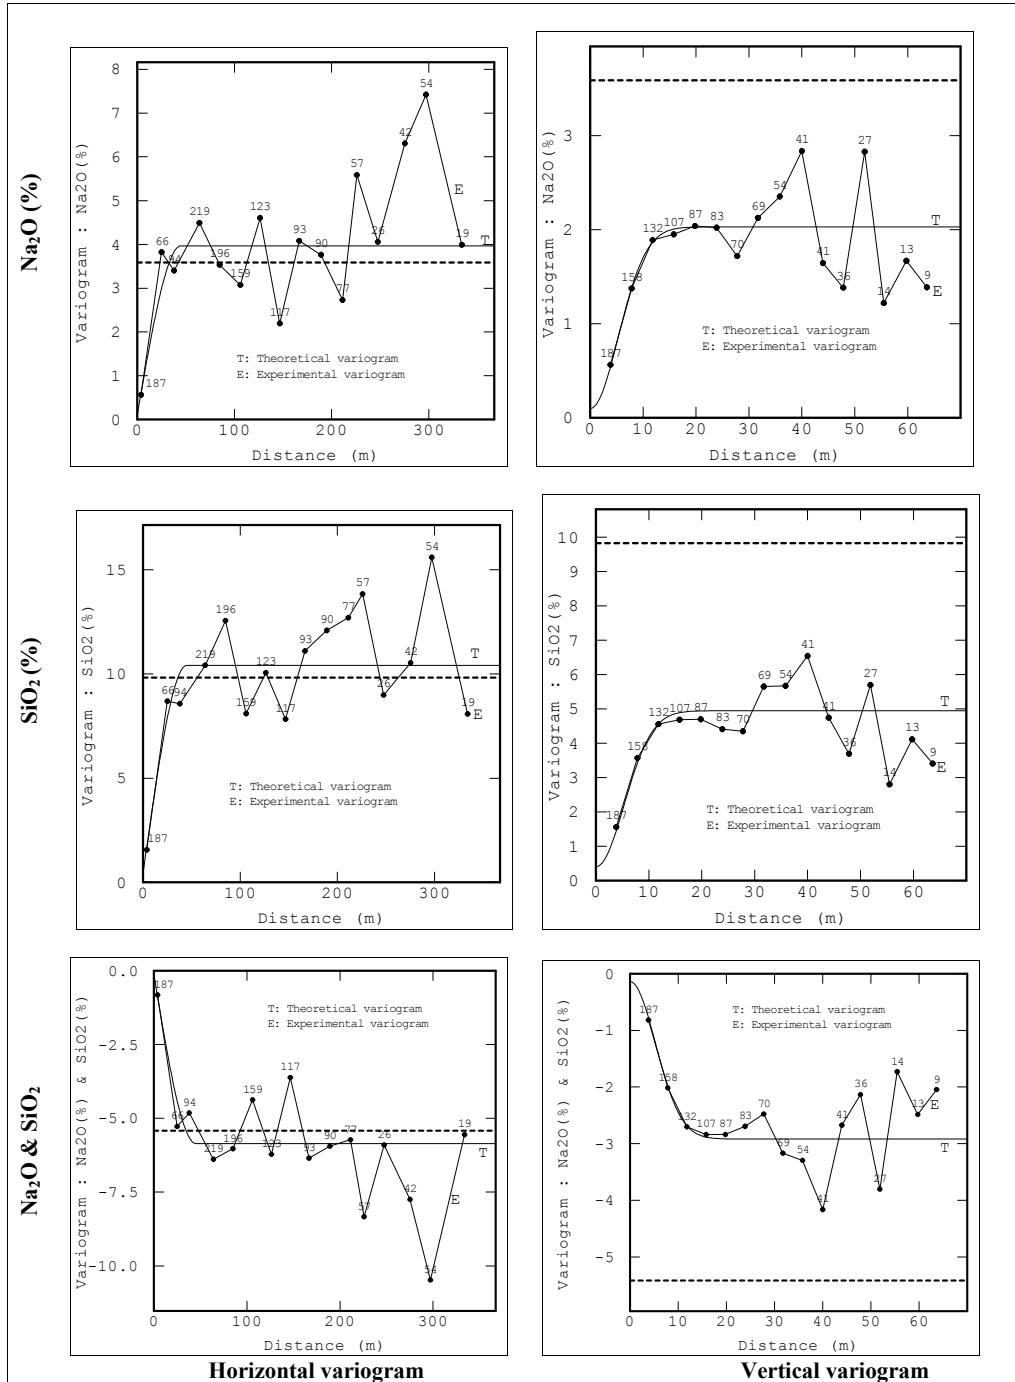 Na₂O (%)
Variogram : Na2O(%)
8
7
6
5
4
3
2
1
0
187
66
94
219
196
159
123
117
93
90
77
57
26
42
54
19
E
T
T: Theoretical variogram
E: Experimental variogram
0 100 200 300
Distance (m)
Variogram : Na2O(%)
3
2
1
0
187
158
132
107
87
83
70
69
54
41
41
36
27
14
13
9
T
E
T: Theoretical variogram
E: Experimental variogram
0 10 20 30 40 50 60
Distance (m)
SiO₂ (%)
Variogram : SiO2(%)
15
10
5
0
187
66
94
219
196
159
123
117
93
90
77
57
26
42
54
19
T
E
T: Theoretical variogram
E: Experimental variogram
0 100 200 300
Distance (m)
Variogram : SiO2(%)
10
9
8
7
6
5
4
3
2
1
0
187
158
132
107
87
83
70
69
54
41
41
36
27
14
13
9
T
E
T: Theoretical variogram
E: Experimental variogram
0 10 20 30 40 50 60
Distance (m)
Na₂O & SiO₂
Variogram : Na2O(%) & SiO2(%)
0.0
-2.5
-5.0
-7.5
-10.0
187
66
94
219
196
159
123
117
93
90
77
57
26
42
54
19
T
E
T: Theoretical variogram
E: Experimental variogram
0 100 200 300
Distance (m)
Variogram : Na2O(%) & SiO2(%)
0
-1
-2
-3
-4
-5
187
158
132
107
87
83
70
69
54
41
44
36
27
14
13
9
E
T
T: Theoretical variogram
E: Experimental variogram
0 10 20 30 40 50 60
Distance (m)
Horizontal variogram
Vertical variogram